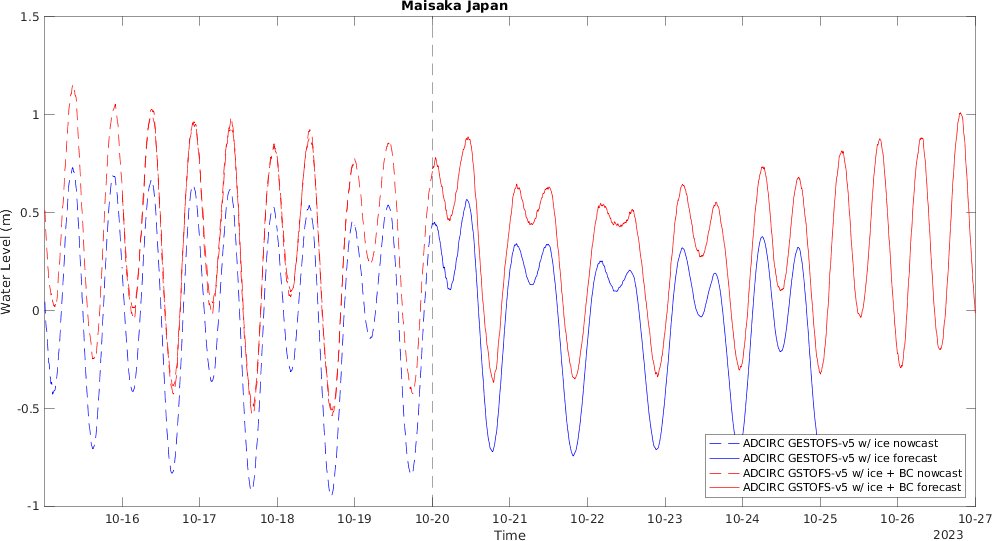 Maisaka Japan
1.5
1
0.5
0
-0.5
-1
Water Level (m)
ADCIRC GESTOFS-v5 w/ ice nowcast
ADCIRC GESTOFS-v5 w/ ice forecast
ADCIRC GSTOFS-v5 w/ ice + BC nowcast
ADCIRC GSTOFS-v5 w/ ice + BC forecast
10-16 10-17 10-18 10-19 10-20 10-21 10-22 10-23 10-24 10-25 10-26 10-27
Time
2023